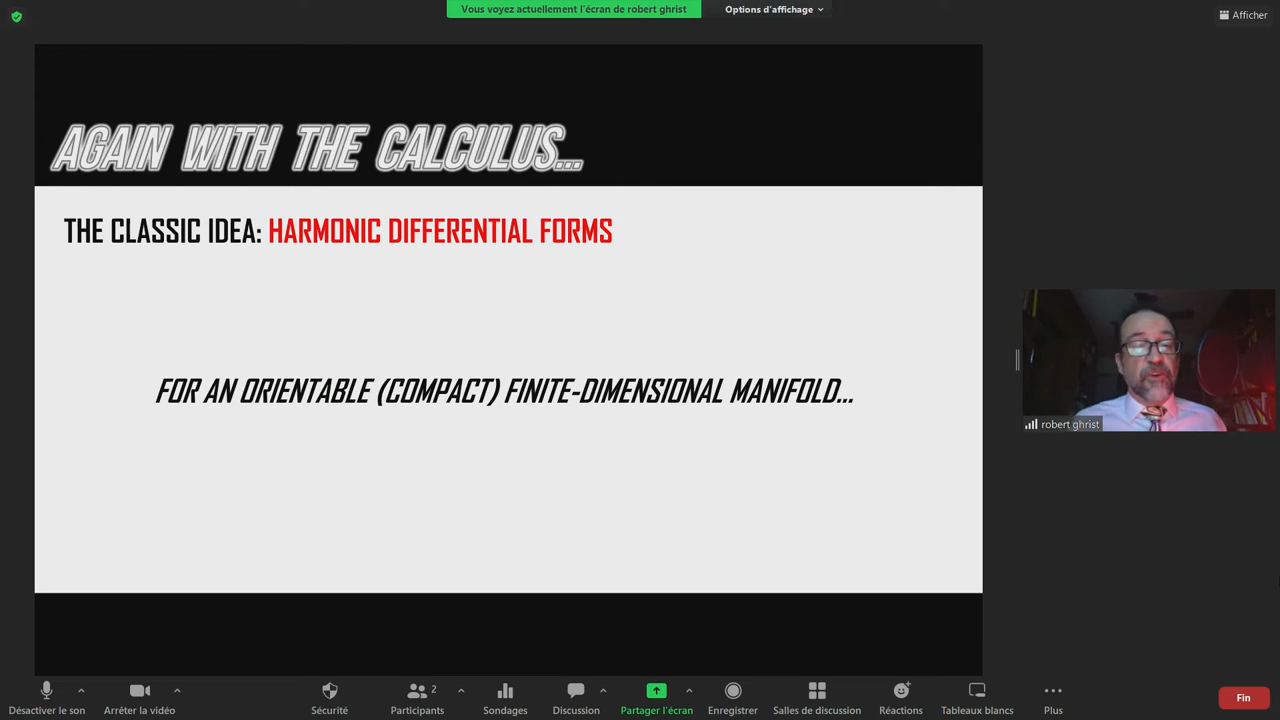 Vous voyez actuellement l'écran de robert ghrist
Options d'affichage
Afficher
AGAIN WITH THE CALCULUS...
THE CLASSIC IDEA: HARMONIC DIFFERENTIAL FORMS
FOR AN ORIENTABLE (COMPACT) FINITE-DIMENSIONAL MANIFOLD...
robert ghrist
2
Désactiver le son
Arrêter la vidéo
Sécurité
Participants
Sondages
Discussion
Partager l'écran
Enregistrer
Salles de discussion
Réactions
Tableaux blancs
Plus
Fin